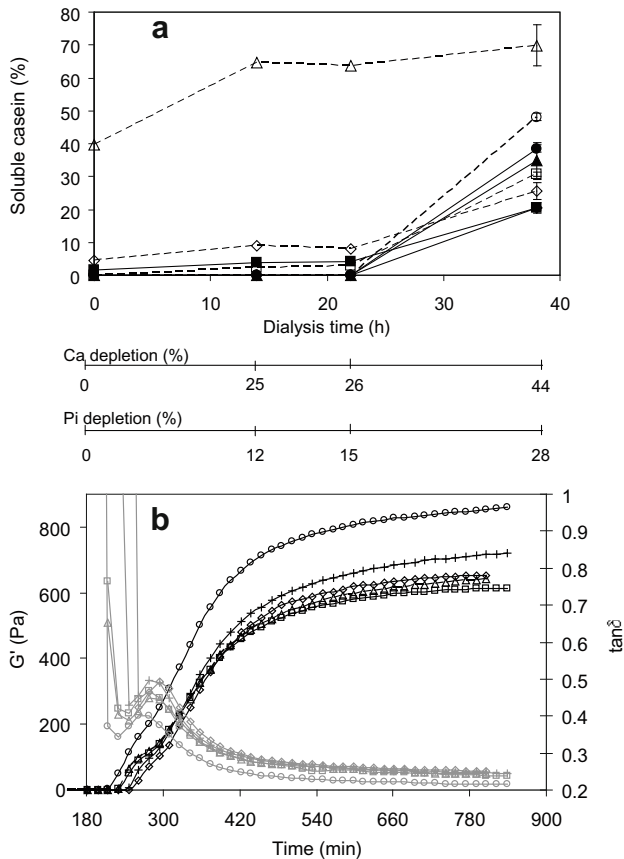 a
80
70
60
50
40
30
20
10
0
Soluble casein (%)
0 10 20 30 40
Dialysis time (h)
Ca depletion (%)
0 25 26 44
Pi depletion (%)
0 12 15 28
b
800
600
400
200
0
G' (Pa)
1
0.9
0.8
0.7
0.6
0.5
0.4
0.3
0.2
tanδ
180 300 420 540 660 780 900
Time (min)